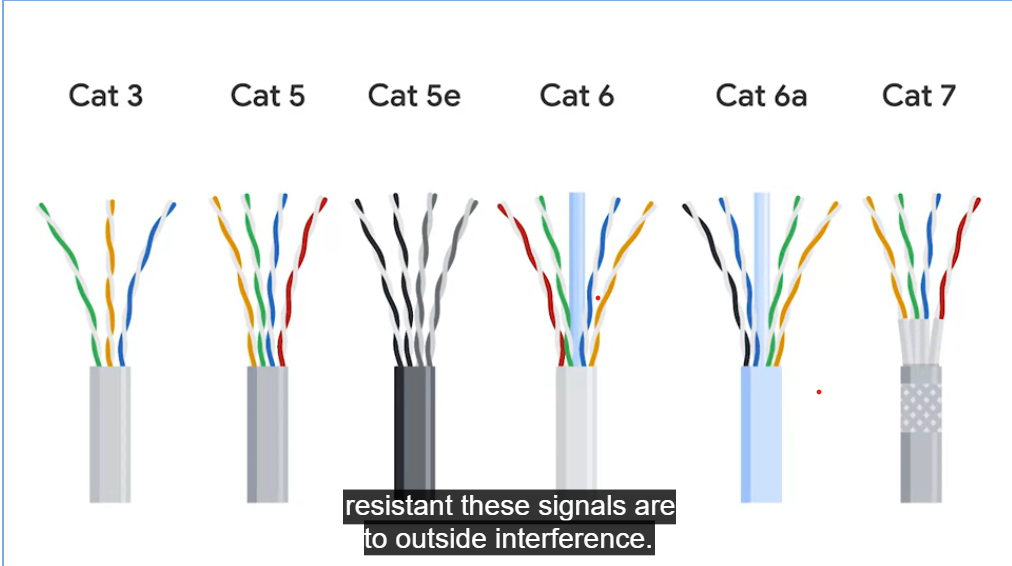 Cat 3 Cat 5 Cat 5e Cat 6 Cat 6a Cat 7
resistant these signals are
to outside interference.